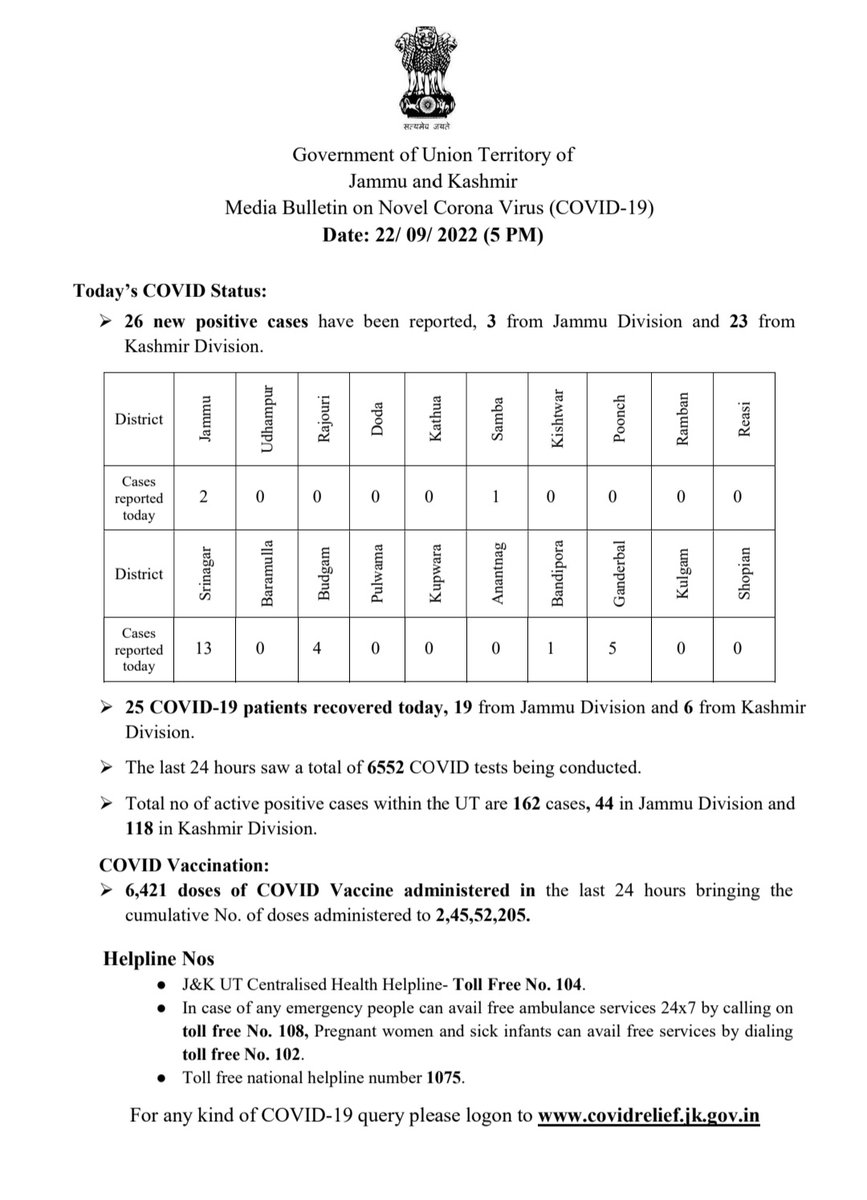 सत्यमेव जयते
Government of Union Territory of
Jammu and Kashmir
Media Bulletin on Novel Corona Virus (COVID-19)
Date: 22/ 09/ 2022 (5 PM)
Today's COVID Status:
➢ 26 new positive cases have been reported, 3 from Jammu Division and 23 from
Kashmir Division.
District Jammu Udhampur Rajouri Doda Kathua Samba Kishtwar Poonch Ramban Reasi
Cases
reported
today 2 0 0 0 0 1 0 0 0 0
District Srinagar Baramulla Budgam Pulwama Kupwara Anantnag Bandipora Ganderbal Kulgam Shopian
Cases
reported
today 13 0 4 0 0 0 1 5 0 0
➢ 25 COVID-19 patients recovered today, 19 from Jammu Division and 6 from Kashmir
Division.
➢ The last 24 hours saw a total of 6552 COVID tests being conducted.
➢ Total no of active positive cases within the UT are 162 cases, 44 in Jammu Division and
118 in Kashmir Division.
COVID Vaccination:
➢ 6,421 doses of COVID Vaccine administered in the last 24 hours bringing the
cumulative No. of doses administered to 2,45,52,205.
Helpline Nos
● J&K UT Centralised Health Helpline- Toll Free No. 104.
● In case of any emergency people can avail free ambulance services 24x7 by calling on
toll free No. 108, Pregnant women and sick infants can avail free services by dialing
toll free No. 102.
● Toll free national helpline number 1075.
For any kind of COVID-19 query please logon to www.covidrelief.jk.gov.in